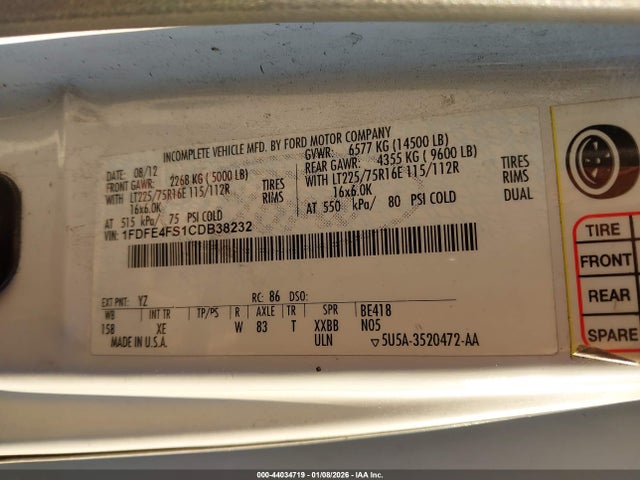 INCOMPLETE VEHICLE MFD. BY FORD MOTOR COMPANY
DATE: 08/12 GVWR: 6577 KG (14500 LB)
FRONT GAWR: 2268 KG ( 5000 LB) REAR GAWR: 4355 KG ( 9600 LB)
WITH LT225/75R16E 115/112R TIRES WITH LT225/75R16E 115/112R TIRES
16x6.0K RIMS 16x6.0K RIMS
AT 515 kPa/ 75 PSI COLD AT 550 kPa/ 80 PSI COLD DUAL
VIN: 1FDFE4FS1CDB38232
EXT PNT: YZ RC: 86 DSO:
WB INT TR TP/PS R AXLE TR SPR BE418
158 XE W 83 T XXBB N05
MADE IN U.S.A. ULN ▽5U5A-3520472-AA
TIRE
FRONT
REAR
SPARE
000-44034719 | 01/08/2026 - IAA Inc.